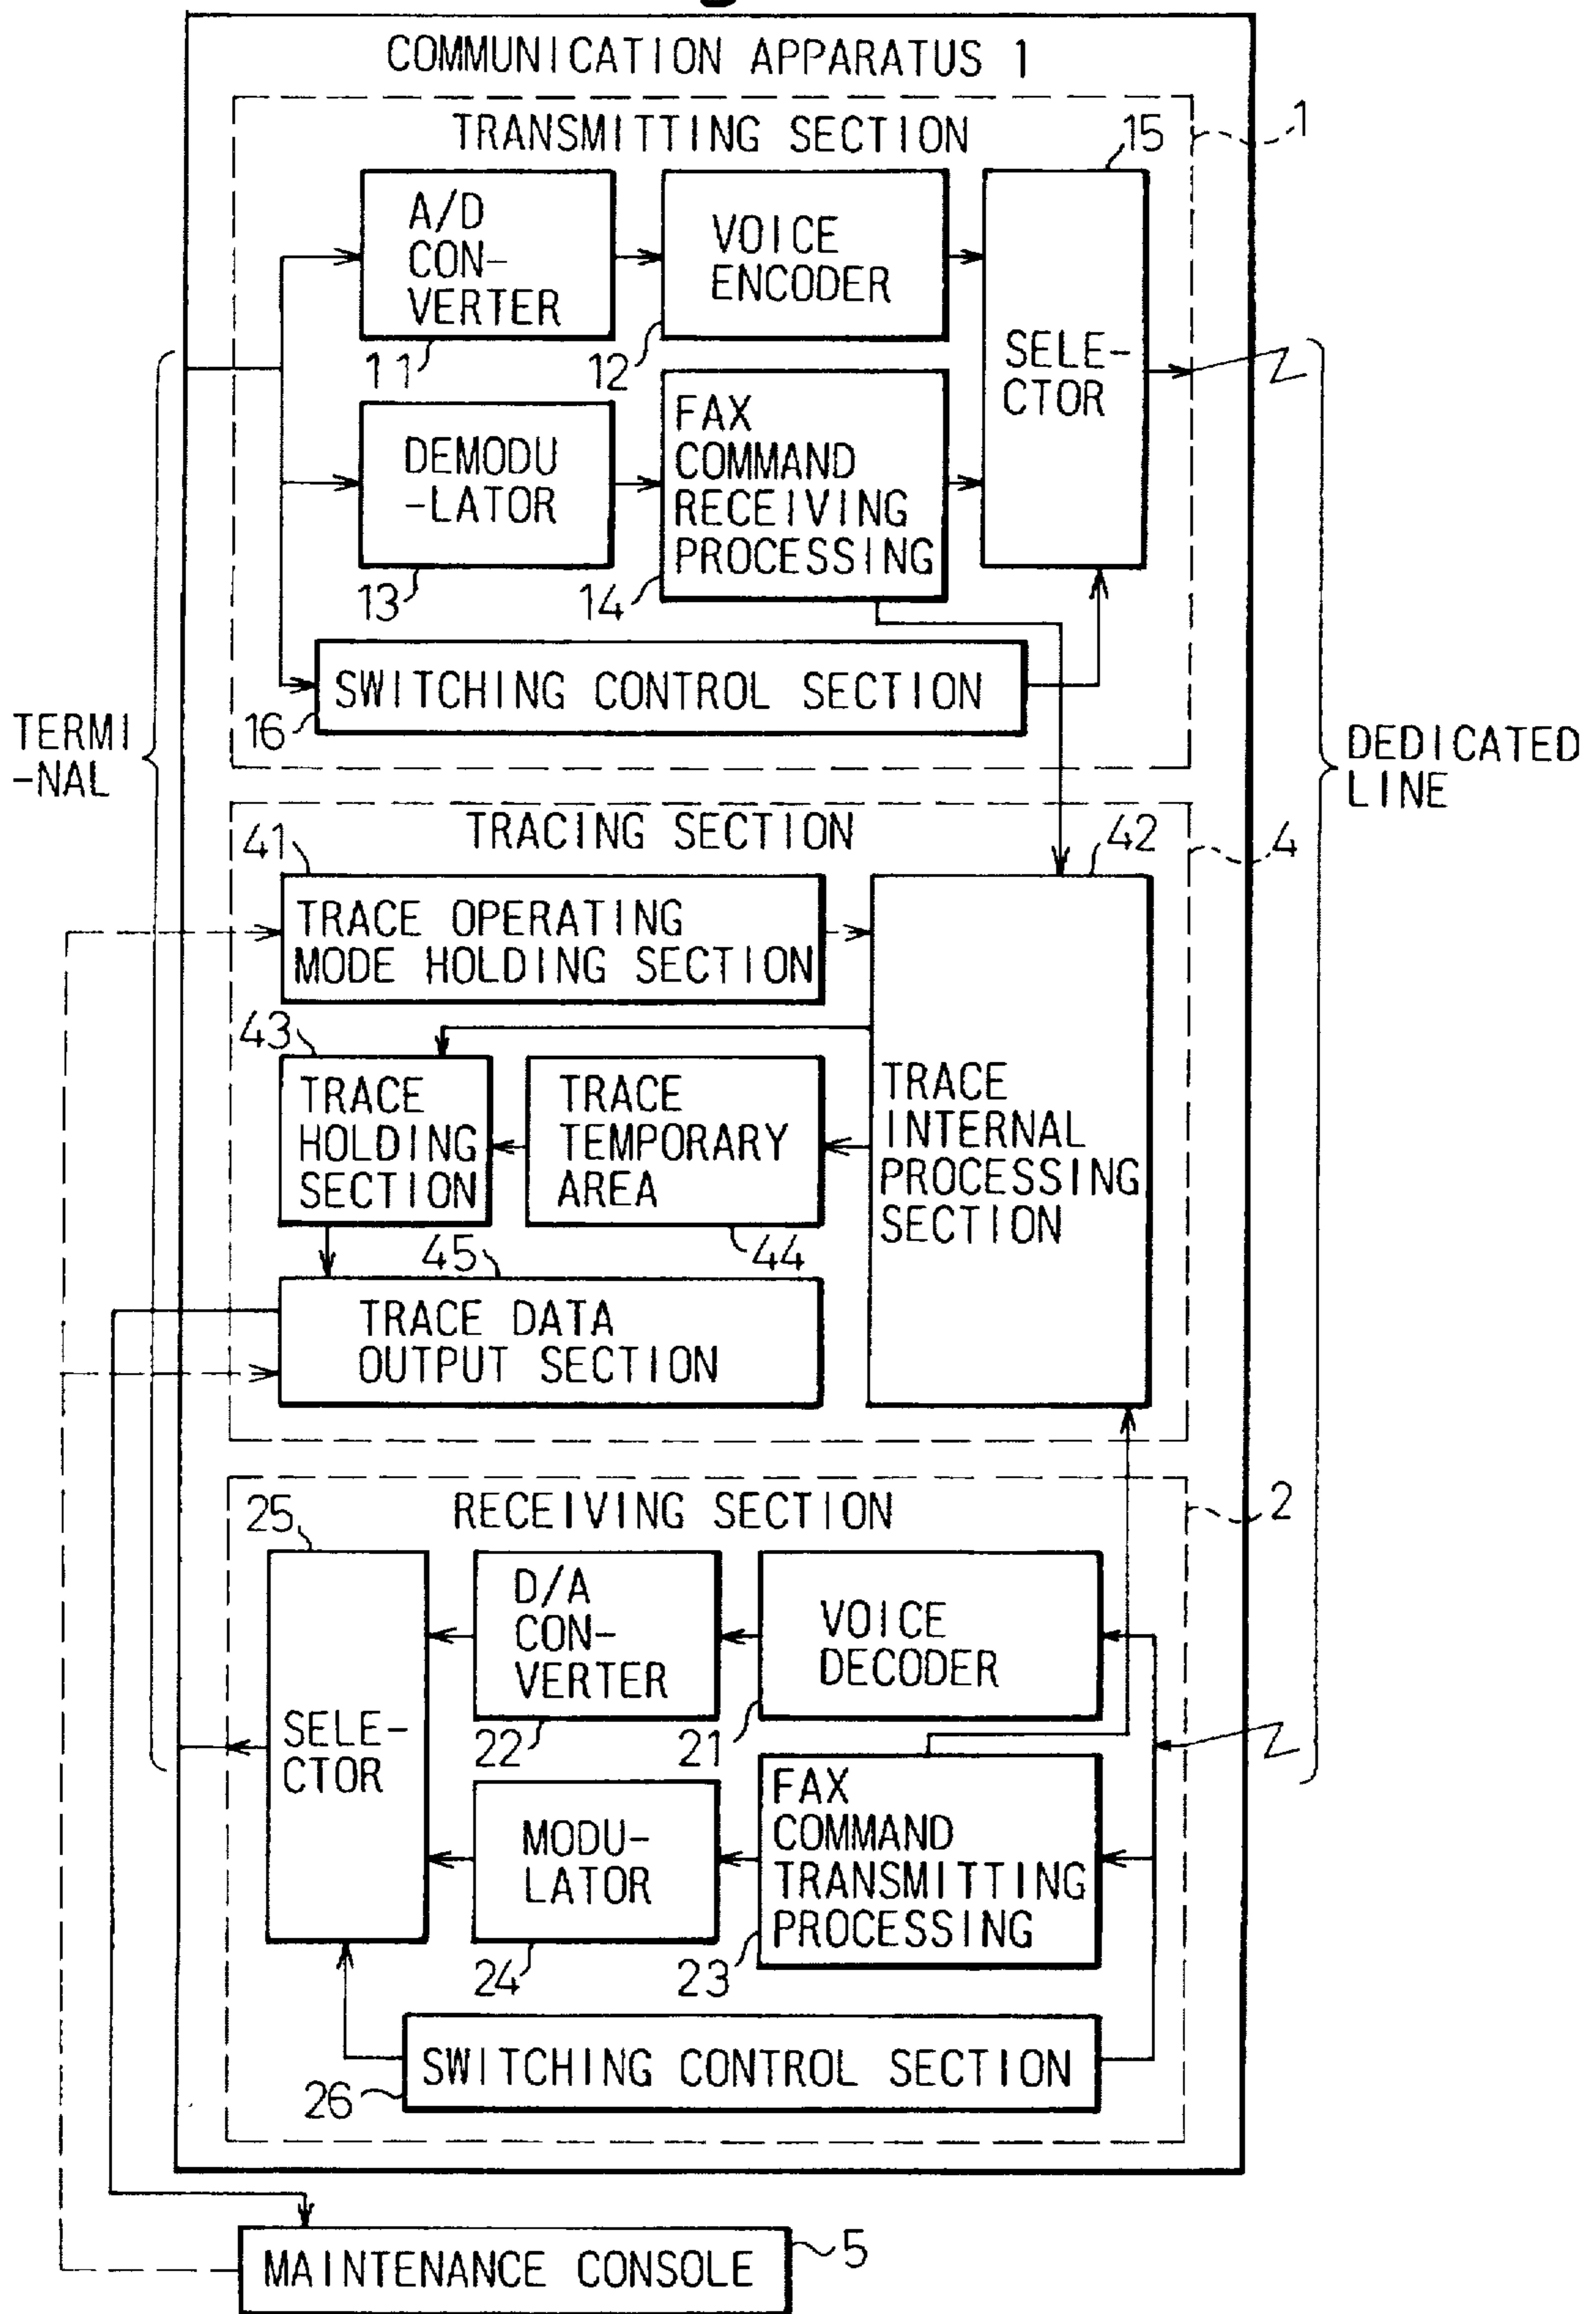 COMMUNICATION APPARATUS 1
TRANSMITTING SECTION
1
15
A/D
CON-
VERTER
11
VOICE
ENCODER
12
SELE-
CTOR
DEMODU
-LATOR
13
FAX
COMMAND
RECEIVING
PROCESSING
14
SWITCHING CONTROL SECTION
16
TERMI
-NAL
DEDICATED
LINE
TRACING SECTION
41
42
4
TRACE OPERATING
MODE HOLDING SECTION
43
TRACE
HOLDING
SECTION
TRACE
TEMPORARY
AREA
44
TRACE
INTERNAL
PROCESSING
SECTION
45
TRACE DATA
OUTPUT SECTION
RECEIVING SECTION
2
25
SELE-
CTOR
D/A
CON-
VERTER
22
VOICE
DECODER
21
MODU-
LATOR
24
FAX
COMMAND
TRANSMITTING
PROCESSING
23
SWITCHING CONTROL SECTION
26
MAINTENANCE CONSOLE
5